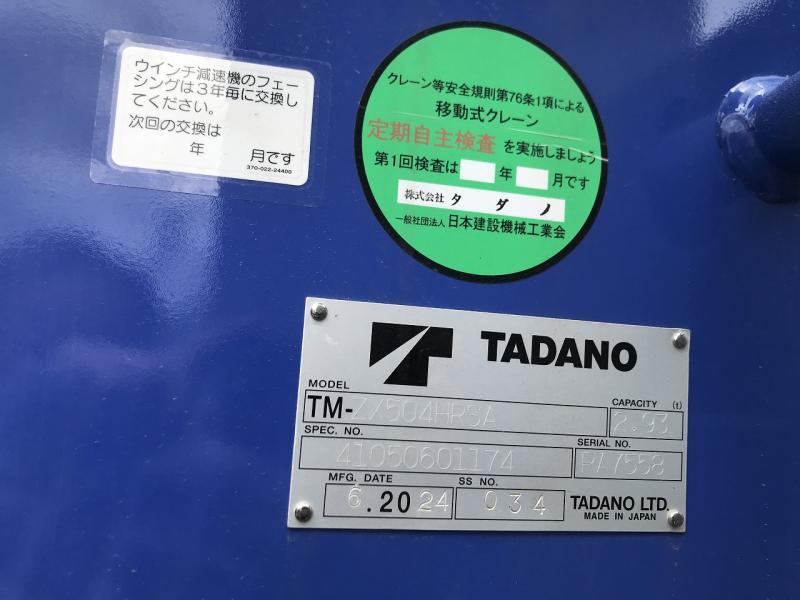 ウインチ減速機のフェー
シングは3年毎に交換し
てください。
次回の交換は
年 月です
370-022-24400
クレーン等安全規則第76条1項による
移動式クレーン
定期自主検査 を実施しましょう
第1回検査は 年 月です
株式会社 タダノ
一般社団法人 日本建設機械工業会
TADANO
MODEL CAPACITY (t)
TM-ZX504HRSA 2.93
SPEC. NO. SERIAL NO.
41050601174 RA7558
MFG. DATE SS NO.
6.2024 034 TADANO LTD.
MADE IN JAPAN